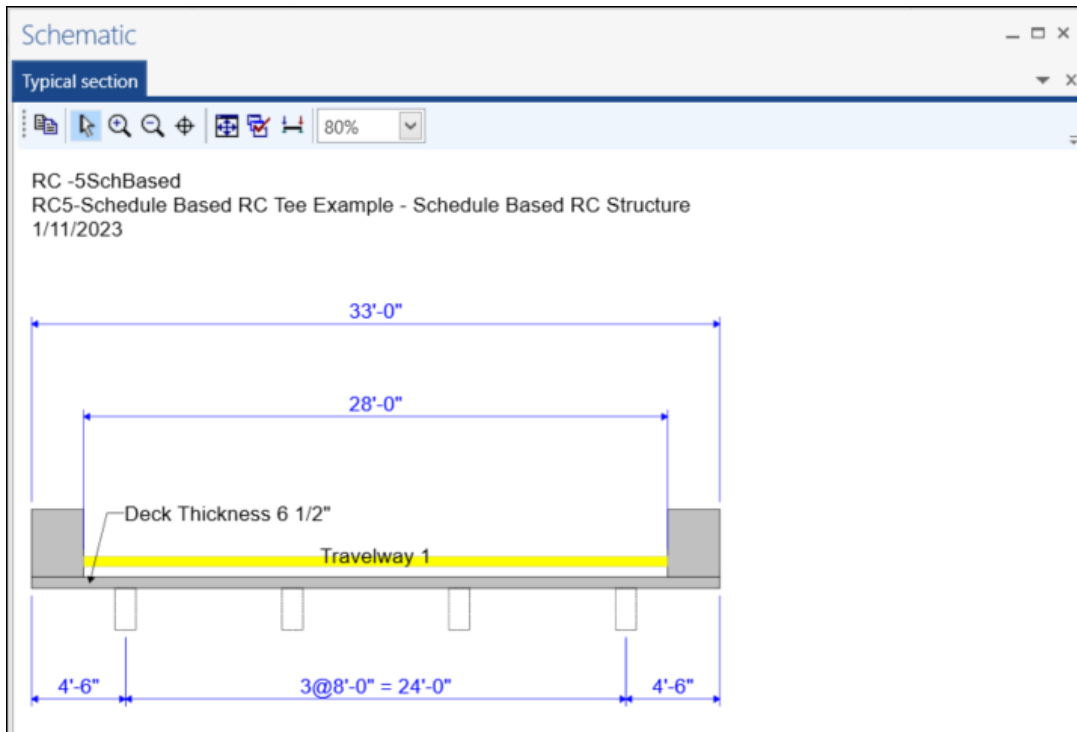 Schematic
Typical section
80%
RC -5SchBased
RC5-Schedule Based RC Tee Example - Schedule Based RC Structure
1/11/2023
33'-0"
28'-0"
Deck Thickness 6 1/2"
Travelway 1
4'-6" 3@8'-0" = 24'-0" 4'-6"